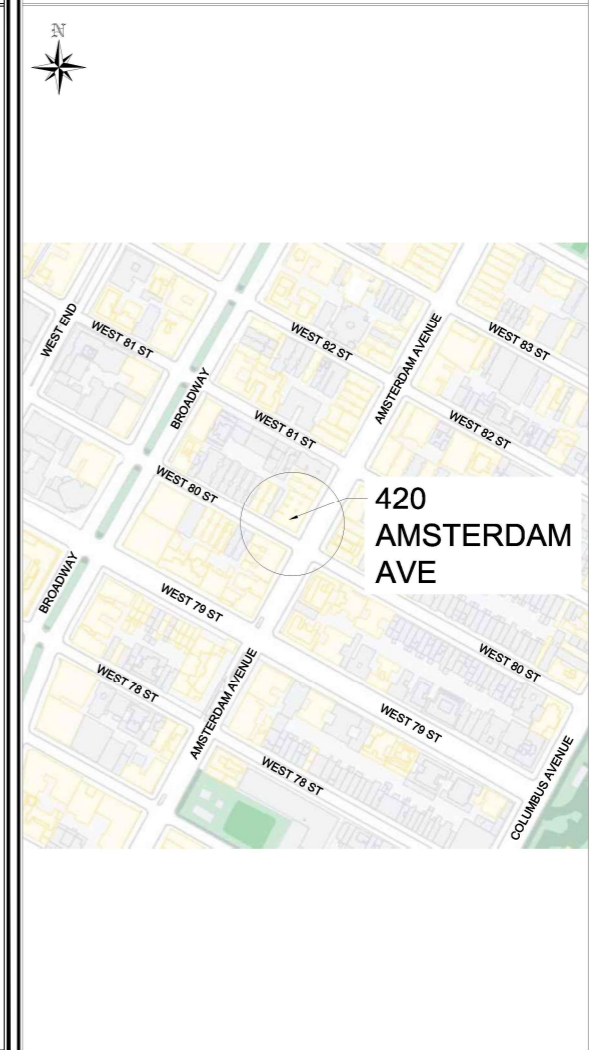 N
WEST END
WEST 81 ST
BROADWAY
WEST 82 ST
AMSTERDAM AVENUE
WEST 83 ST
WEST 81 ST
WEST 82 ST
WEST 80 ST
420
AMSTERDAM
AVE
BROADWAY
WEST 79 ST
WEST 80 ST
WEST 78 ST
AMSTERDAM AVENUE
WEST 79 ST
WEST 78 ST
COLUMBUS AVENUE